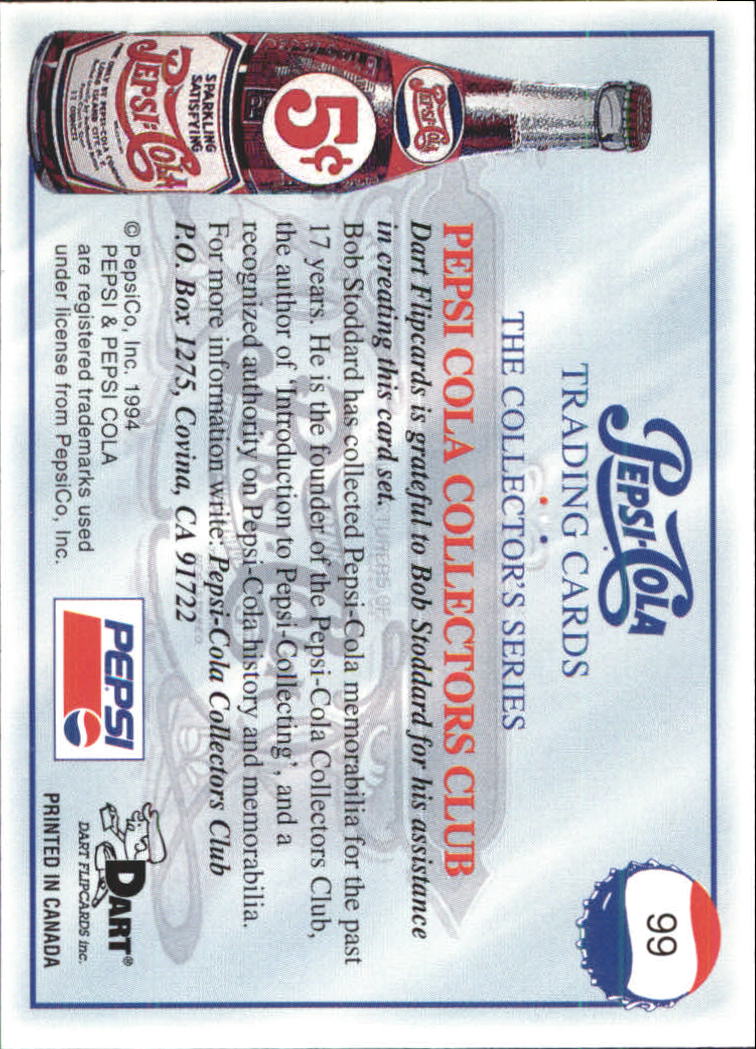 PEPSI-COLA
TRADING CARDS
THE COLLECTOR'S SERIES
99
PEPSI COLA COLLECTORS CLUB
Dart Flipcards is grateful to Bob Stoddard for his assistance
in creating this card set.
Bob Stoddard has collected Pepsi-Cola memorabilia for the past
17 years. He is the founder of the Pepsi-Cola Collectors Club,
the author of 'Introduction to Pepsi-Collecting', and a
recognized authority on Pepsi-Cola history and memorabilia.
For more information write: Pepsi-Cola Collectors Club
P.O. Box 1275, Covina, CA 91722
© PepsiCo, Inc. 1994
PEPSI & PEPSI COLA
are registered trademarks used
under license from PepsiCo, Inc.
PEPSI
DART®
DART FLIPCARDS inc.
PRINTED IN CANADA
PEPSI-COLA
5¢
SPARKLING
SATISFYING
PEPSI-COLA